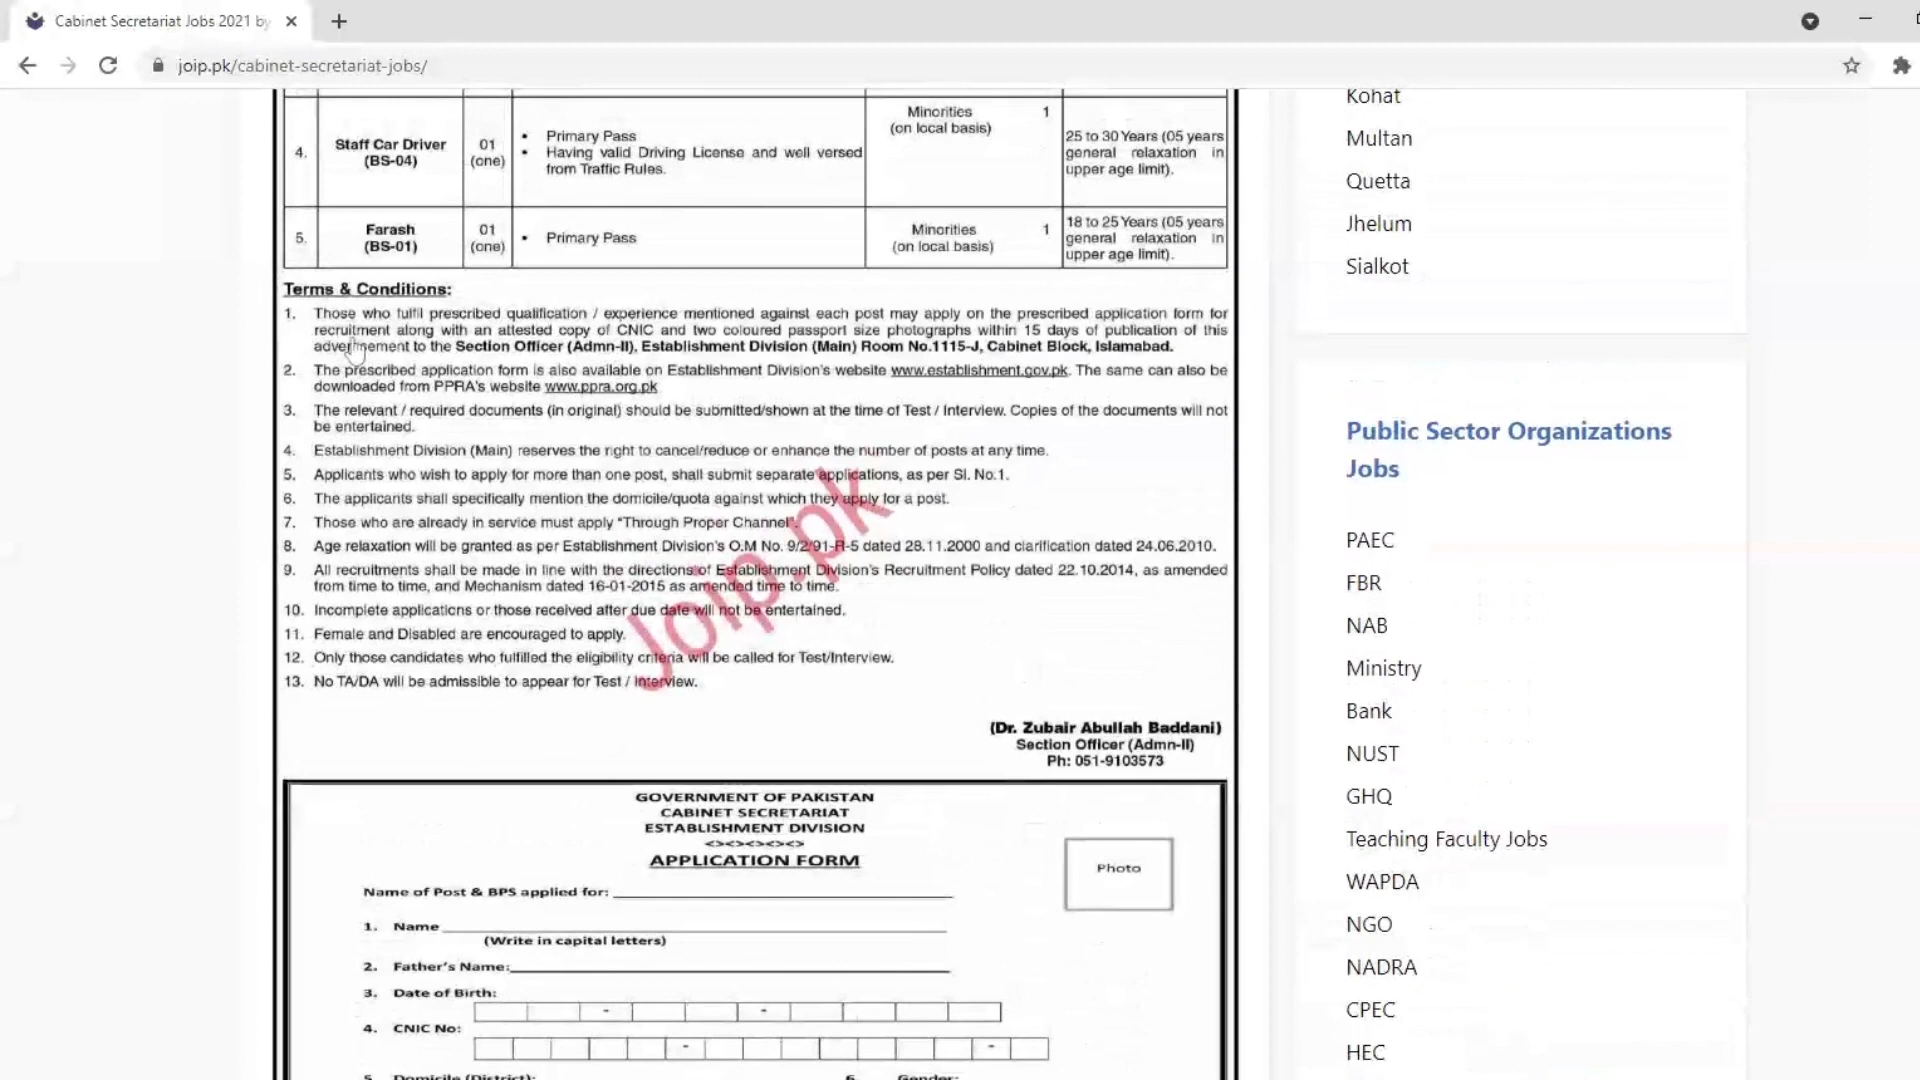 Cabinet Secretariat Jobs 2021 by
joip.pk/cabinet-secretariat-jobs/
4.
Staff Car Driver
(BS-04)
01
(one)
• Primary Pass
• Having valid Driving License and well versed
from Traffic Rules.
Minorities 1
(on local basis)
25 to 30 Years (05 years
general relaxation in
upper age limit).
5.
Farash
(BS-01)
01
(one)
• Primary Pass
Minorities 1
(on local basis)
18 to 25 Years (05 years
general relaxation in
upper age limit).
Terms & Conditions:
1. Those who fulfil prescribed qualification / experience mentioned against each post may apply on the prescribed application form for
recruitment along with an attested copy of CNIC and two coloured passport size photographs within 15 days of publication of this
advertisement to the Section Officer (Admn-II), Establishment Division (Main) Room No.1115-J, Cabinet Block, Islamabad.
2. The prescribed application form is also available on Establishment Division's website www.establishment.gov.pk. The same can also be
downloaded from PPRA's website www.ppra.org.pk
3. The relevant / required documents (in original) should be submitted/shown at the time of Test / Interview. Copies of the documents will not
be entertained.
4. Establishment Division (Main) reserves the right to cancel/reduce or enhance the number of posts at any time.
5. Applicants who wish to apply for more than one post, shall submit separate applications, as per Sl. No.1.
6. The applicants shall specifically mention the domicile/quota against which they apply for a post.
7. Those who are already in service must apply "Through Proper Channel".
8. Age relaxation will be granted as per Establishment Division's O.M No. 9/2/91-R-5 dated 28.11.2000 and clarification dated 24.06.2010.
9. All recruitments shall be made in line with the directions of Establishment Division's Recruitment Policy dated 22.10.2014, as amended
from time to time, and Mechanism dated 16-01-2015 as amended time to time.
10. Incomplete applications or those received after due date will not be entertained.
11. Female and Disabled are encouraged to apply.
12. Only those candidates who fulfilled the eligibility criteria will be called for Test/Interview.
13. No TA/DA will be admissible to appear for Test / Interview.
Joip.pk
(Dr. Zubair Abullah Baddani)
Section Officer (Admn-II)
Ph: 051-9103573
GOVERNMENT OF PAKISTAN
CABINET SECRETARIAT
ESTABLISHMENT DIVISION
<><><><><>
APPLICATION FORM
Photo
Name of Post & BPS applied for:
1. Name
(Write in capital letters)
2. Father's Name:
3. Date of Birth:
- -
4. CNIC No:
- -
5. Domicile (District): 6. Gender:
Kohat
Multan
Quetta
Jhelum
Sialkot
Public Sector Organizations
Jobs
PAEC
FBR
NAB
Ministry
Bank
NUST
GHQ
Teaching Faculty Jobs
WAPDA
NGO
NADRA
CPEC
HEC